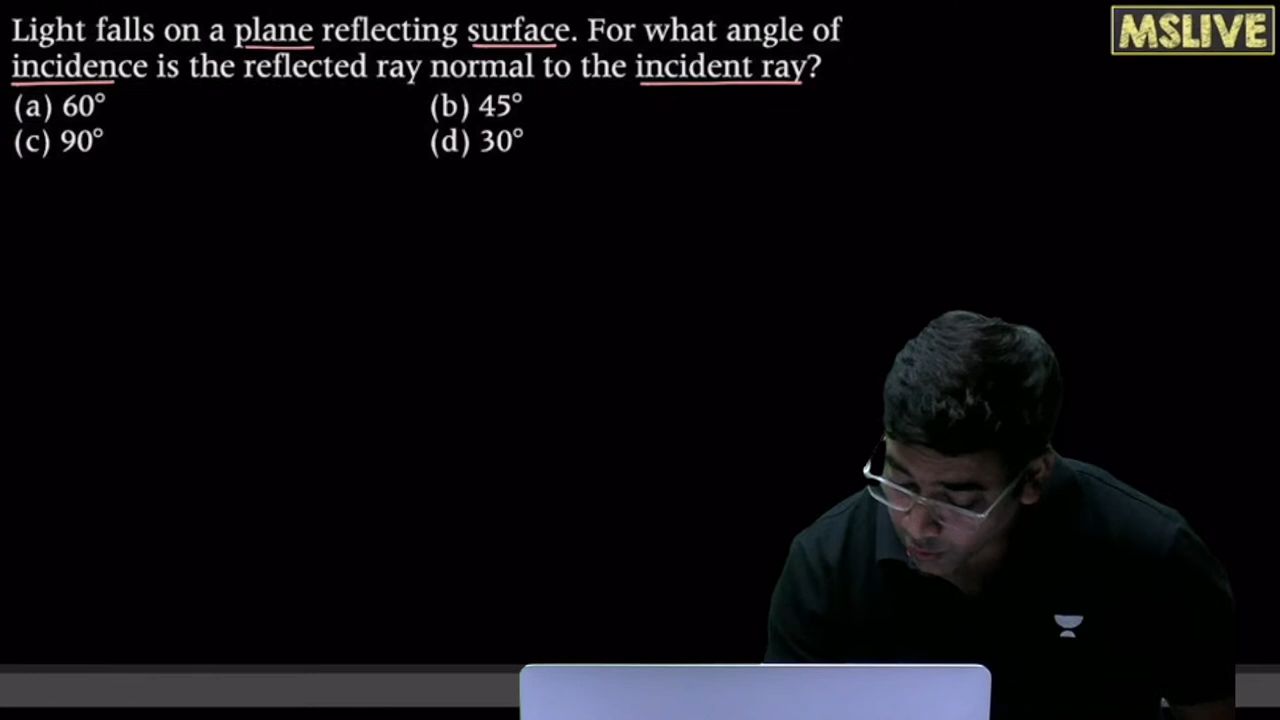 Light falls on a plane reflecting surface. For what angle of
incidence is the reflected ray normal to the incident ray?
(a) 60° (b) 45°
(c) 90° (d) 30°
MSLIVE